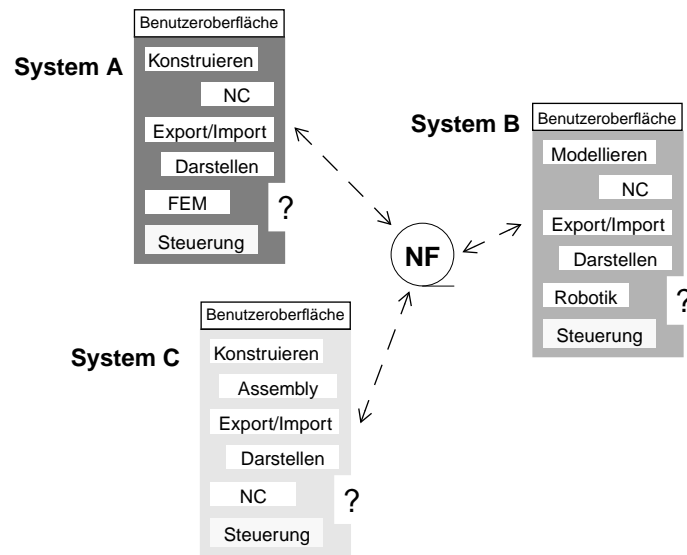 System A
Benutzeroberfläche
Konstruieren
NC
Export/Import
Darstellen
FEM
?
Steuerung
System B
Benutzeroberfläche
Modellieren
NC
Export/Import
Darstellen
Robotik
?
Steuerung
NF
System C
Benutzeroberfläche
Konstruieren
Assembly
Export/Import
Darstellen
NC
?
Steuerung